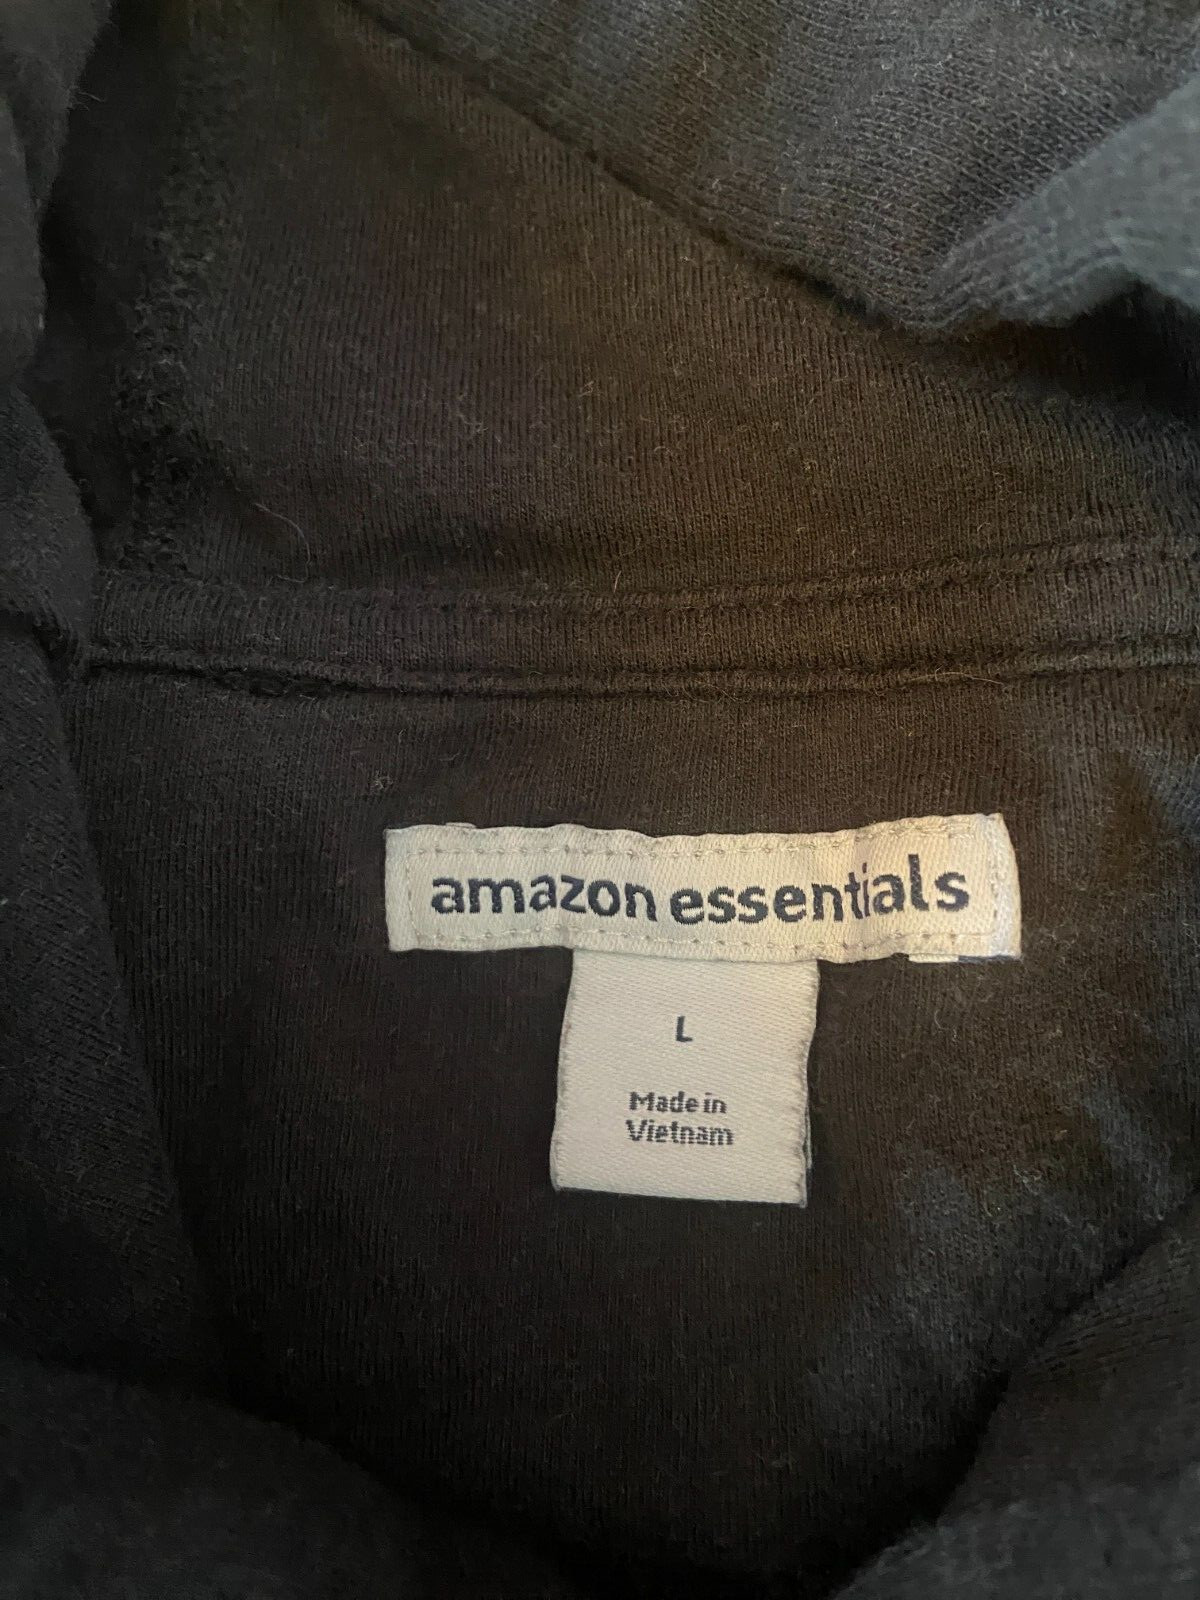 amazon essentials
L
Made in
Vietnam